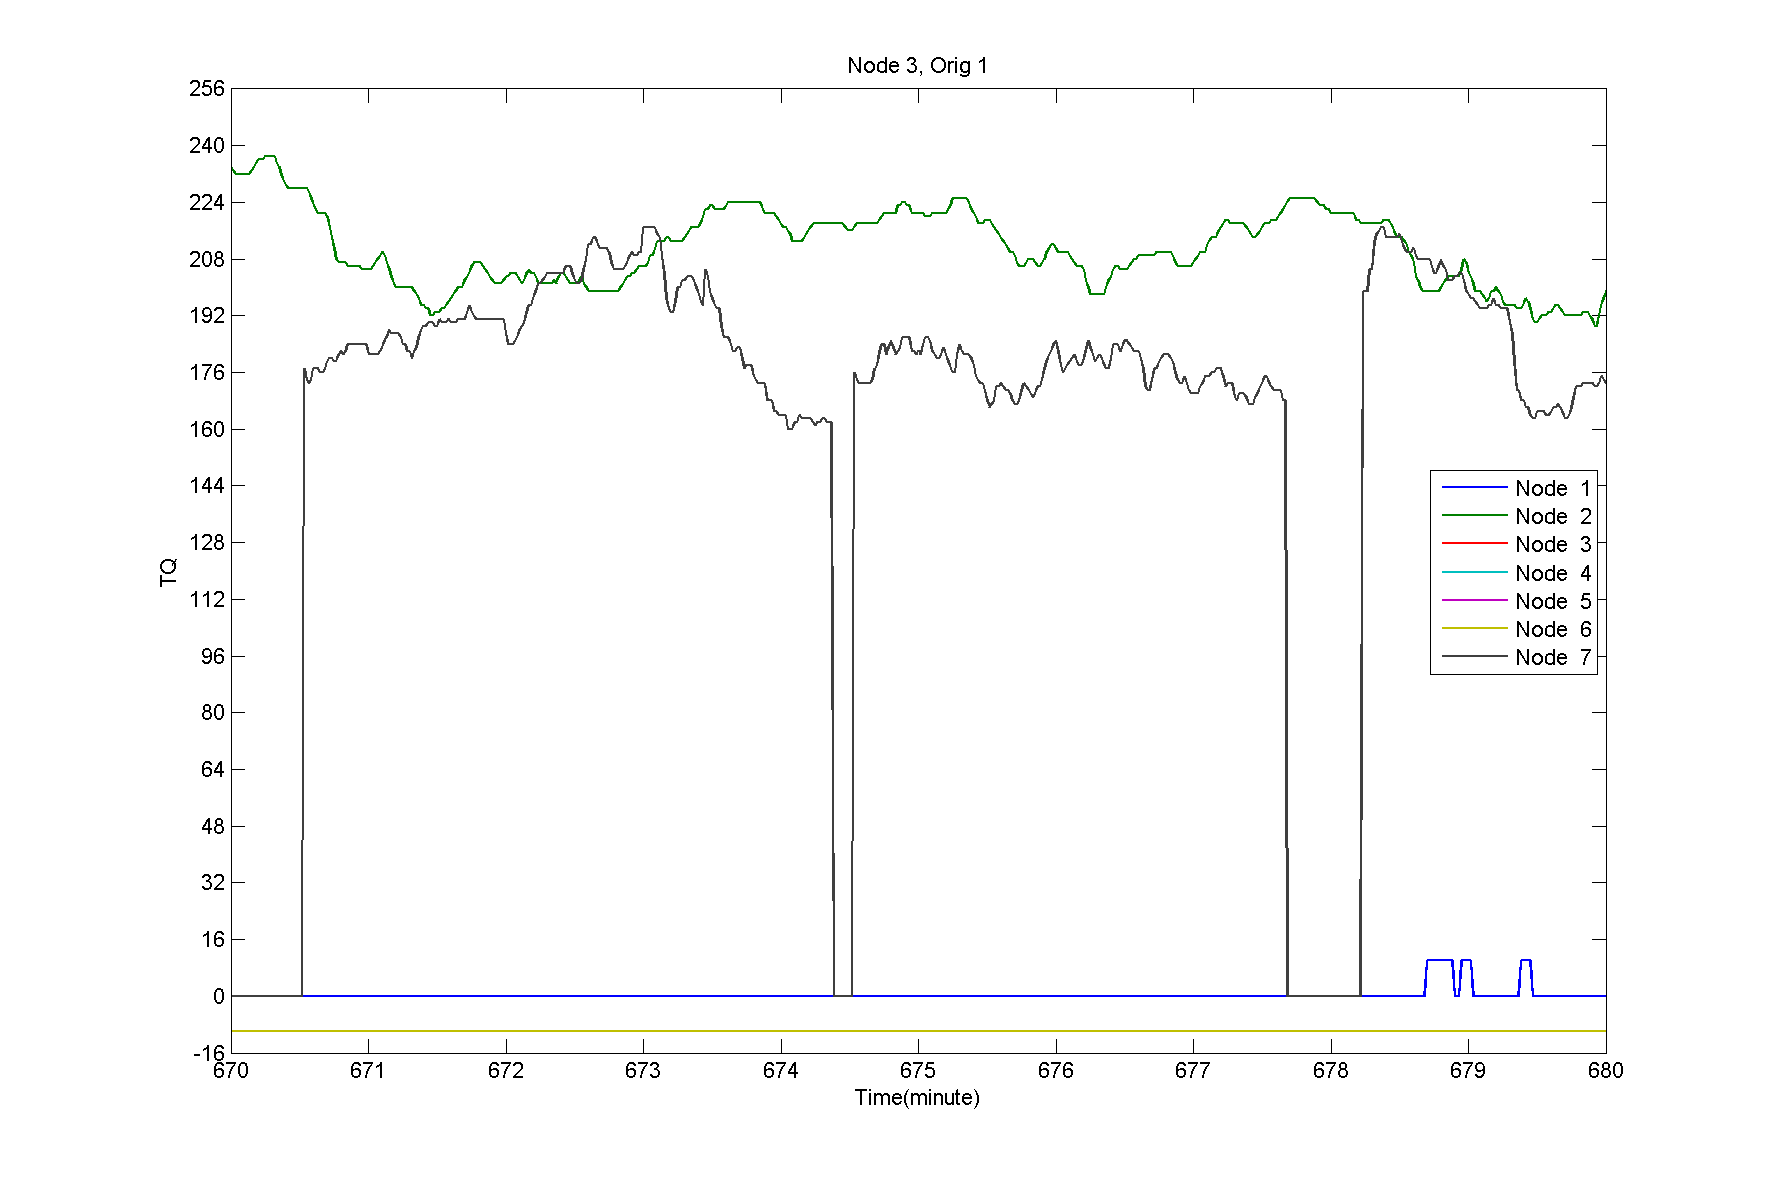 Node 3, Orig 1
256
240
224
208
192
176
160
144
128
112
96
80
64
48
32
16
0
-16
TQ
Node 1
Node 2
Node 3
Node 4
Node 5
Node 6
Node 7
670 671 672 673 674 675 676 677 678 679 680
Time(minute)